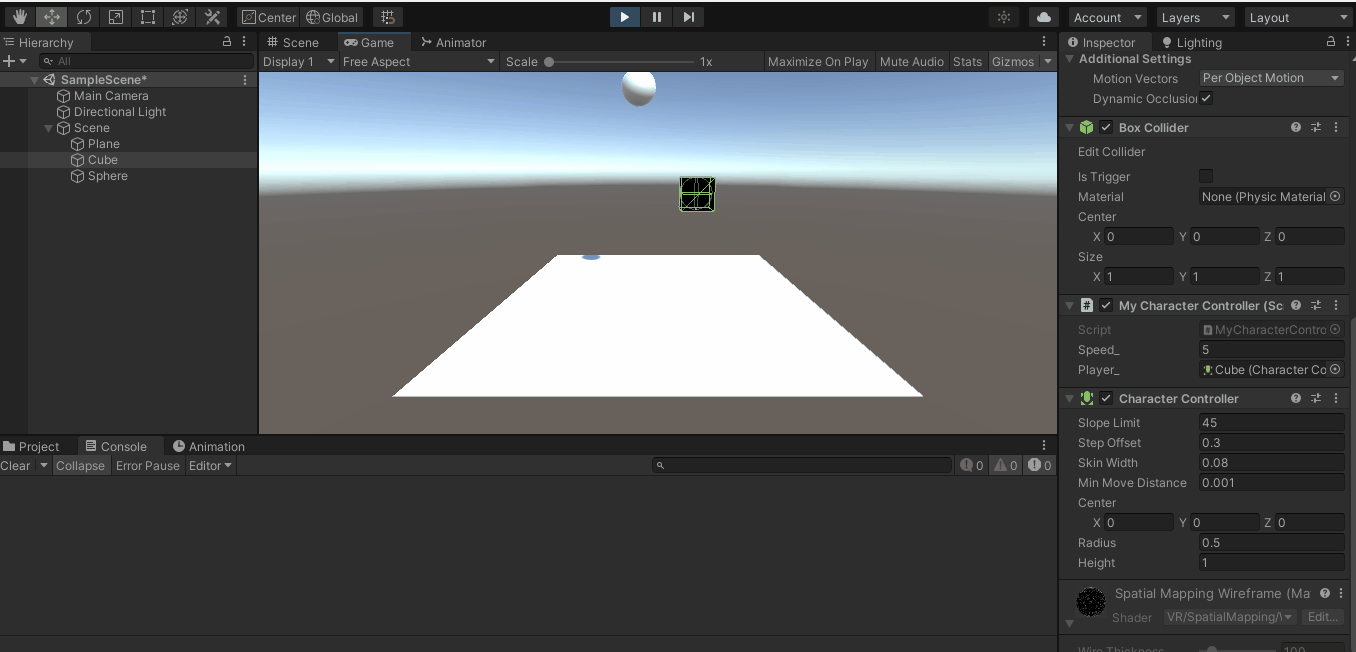 Center Global Account Layers Layout
Hierarchy
All
SampleScene*
Main Camera
Directional Light
Scene
Plane
Cube
Sphere
Scene Game Animator
Display 1 Free Aspect Scale 1x Maximize On Play Mute Audio Stats Gizmos
Project Console Animation
Clear Collapse Error Pause Editor 0 0 0
Inspector Lighting
Additional Settings
Motion Vectors Per Object Motion
Dynamic Occlusion
Box Collider
Edit Collider
Is Trigger
Material None (Physic Material
Center
X 0 Y 0 Z 0
Size
X 1 Y 1 Z 1
# My Character Controller (Sc
Script MyCharacterContro
Speed_ 5
Player_ Cube (Character Co
Character Controller
Slope Limit 45
Step Offset 0.3
Skin Width 0.08
Min Move Distance 0.001
Center
X 0 Y 0 Z 0
Radius 0.5
Height 1
Spatial Mapping Wireframe (Ma
Shader VR/SpatialMapping/ Edit...
Wire Thickness 100